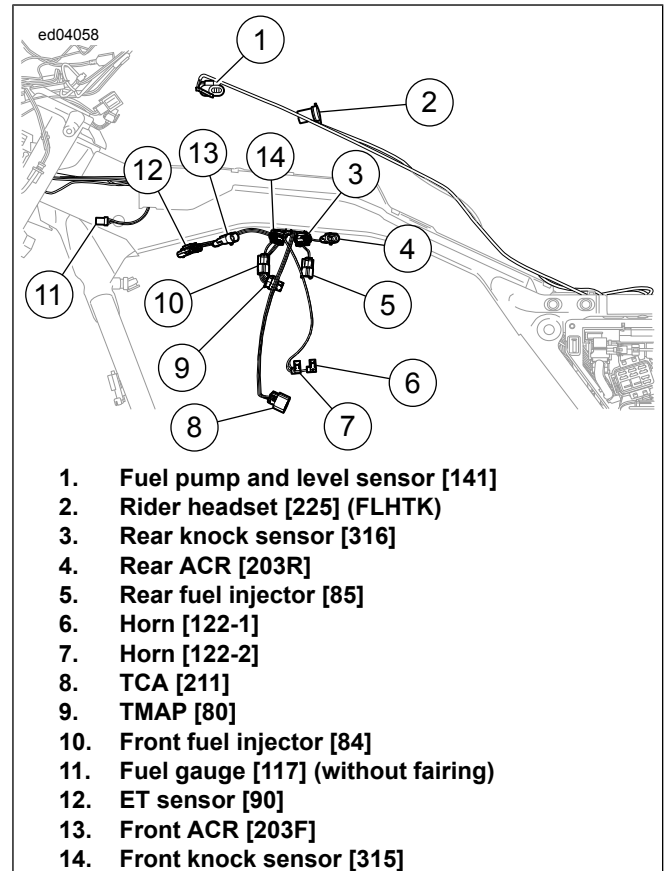 ed04058
1
2
13
14
3
12
4
11
10
5
9
6
8
7
1. Fuel pump and level sensor [141]
2. Rider headset [225] (FLHTK)
3. Rear knock sensor [316]
4. Rear ACR [203R]
5. Rear fuel injector [85]
6. Horn [122-1]
7. Horn [122-2]
8. TCA [211]
9. TMAP [80]
10. Front fuel injector [84]
11. Fuel gauge [117] (without fairing)
12. ET sensor [90]
13. Front ACR [203F]
14. Front knock sensor [315]